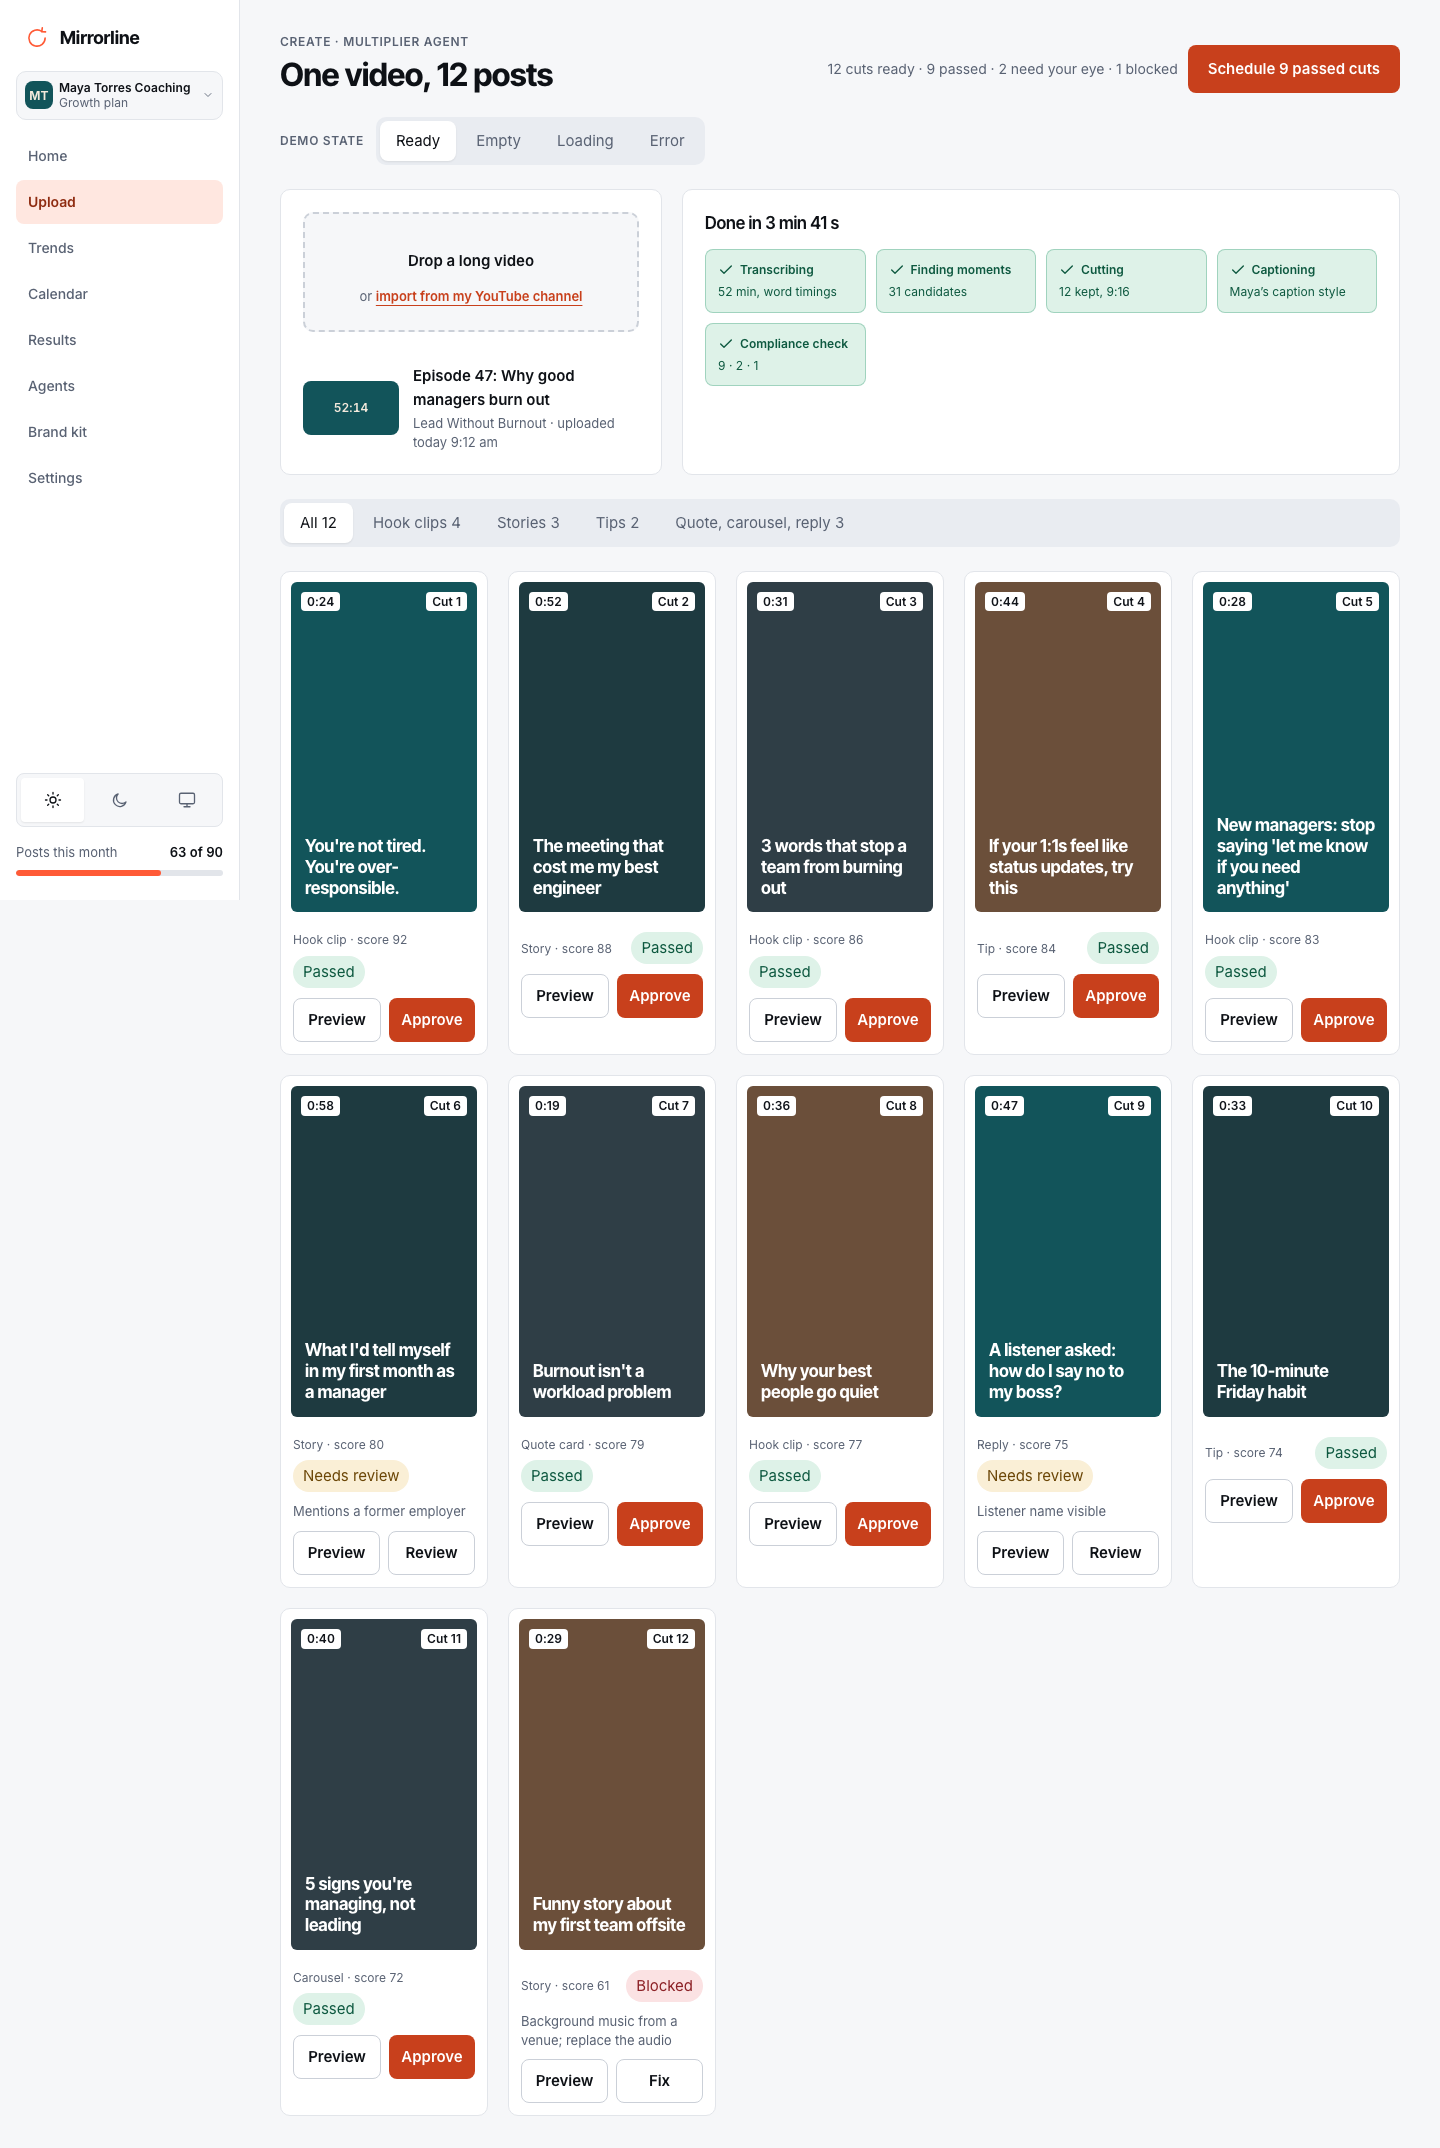 Mirrorline
MT
Maya Torres Coaching
Growth plan
Home
Upload
Trends
Calendar
Results
Agents
Brand kit
Settings
Posts this month
63 of 90
CREATE · MULTIPLIER AGENT
One video, 12 posts
12 cuts ready · 9 passed · 2 need your eye · 1 blocked
Schedule 9 passed cuts
DEMO STATE
Ready
Empty
Loading
Error
Drop a long video
or import from my YouTube channel
52:14
Episode 47: Why good
managers burn out
Lead Without Burnout · uploaded
today 9:12 am
Done in 3 min 41 s
Transcribing
52 min, word timings
Finding moments
31 candidates
Cutting
12 kept, 9:16
Captioning
Maya’s caption style
Compliance check
9 · 2 · 1
All 12
Hook clips 4
Stories 3
Tips 2
Quote, carousel, reply 3
0:24
Cut 1
You're not tired.
You're over-
responsible.
Hook clip · score 92
Passed
Preview
Approve
0:52
Cut 2
The meeting that
cost me my best
engineer
Story · score 88
Passed
Preview
Approve
0:31
Cut 3
3 words that stop a
team from burning
out
Hook clip · score 86
Passed
Preview
Approve
0:44
Cut 4
If your 1:1s feel like
status updates, try
this
Tip · score 84
Passed
Preview
Approve
0:28
Cut 5
New managers: stop
saying 'let me know
if you need
anything'
Hook clip · score 83
Passed
Preview
Approve
0:58
Cut 6
What I'd tell myself
in my first month as
a manager
Story · score 80
Needs review
Mentions a former employer
Preview
Review
0:19
Cut 7
Burnout isn't a
workload problem
Quote card · score 79
Passed
Preview
Approve
0:36
Cut 8
Why your best
people go quiet
Hook clip · score 77
Passed
Preview
Approve
0:47
Cut 9
A listener asked:
how do I say no to
my boss?
Reply · score 75
Needs review
Listener name visible
Preview
Review
0:33
Cut 10
The 10-minute
Friday habit
Tip · score 74
Passed
Preview
Approve
0:40
Cut 11
5 signs you're
managing, not
leading
Carousel · score 72
Passed
Preview
Approve
0:29
Cut 12
Funny story about
my first team offsite
Story · score 61
Blocked
Background music from a
venue; replace the audio
Preview
Fix